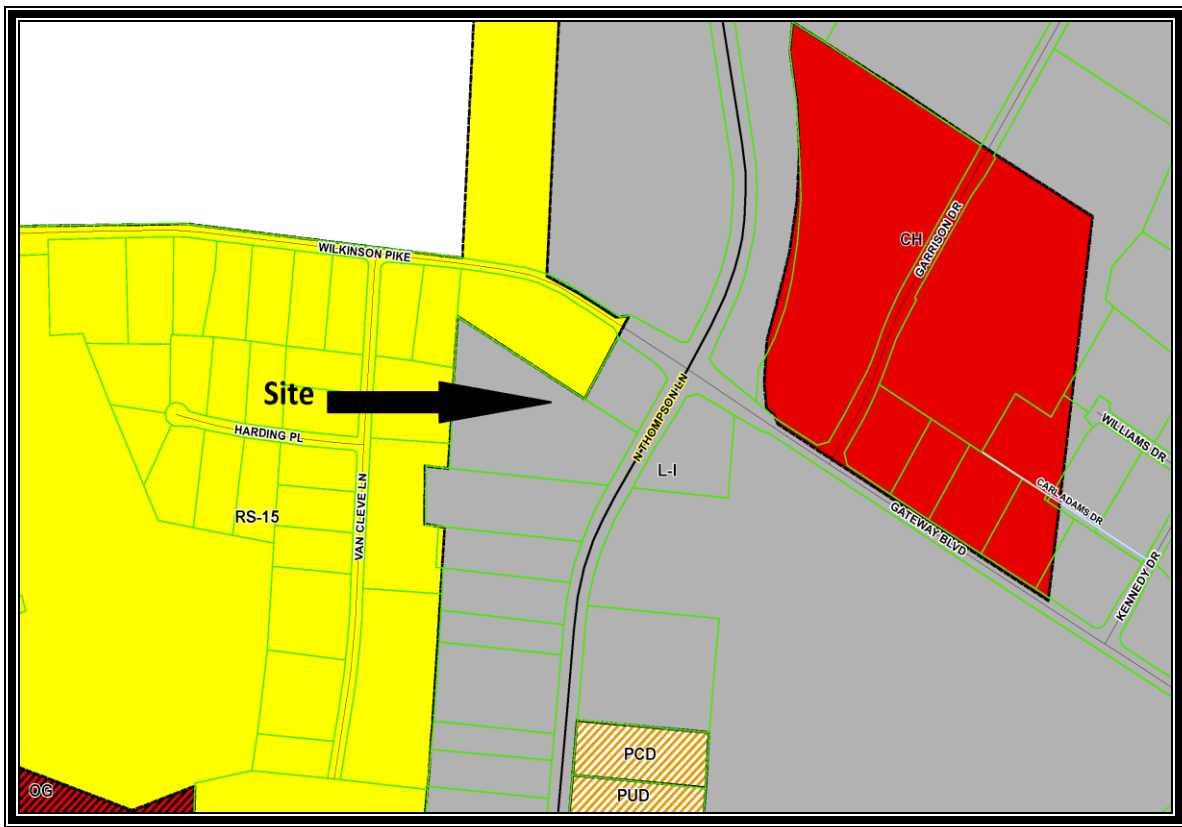 GARRISON DR
CH
WILKINSON PIKE
Site
N THOMPSON LN
HARDING PL
WILLIAMS DR
L-I
CARL ADAMS DR
RS-15
VAN CLEVE LN
GATEWAY BLVD
KENNEDY DR
PCD
OG
PUD